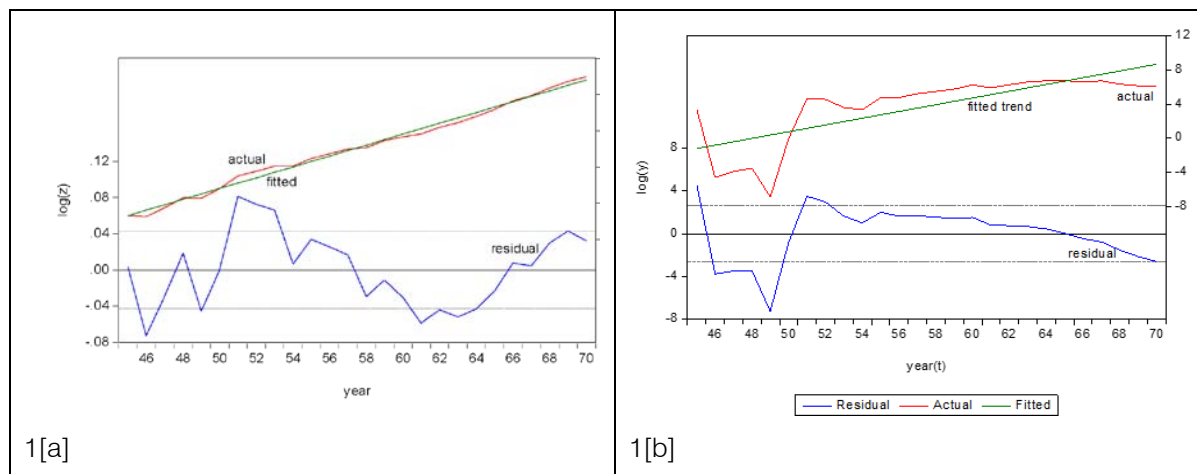 .12
.08
.04
.00
-.04
-.08
log(z)
actual
fitted
residual
46 48 50 52 54 56 58 60 62 64 66 68 70
year
1[a]
12
8
4
0
-4
-8
8
4
0
-4
-8
log(y)
actual
fitted trend
residual
46 48 50 52 54 56 58 60 62 64 66 68 70
year(t)
Residual Actual Fitted
1[b]